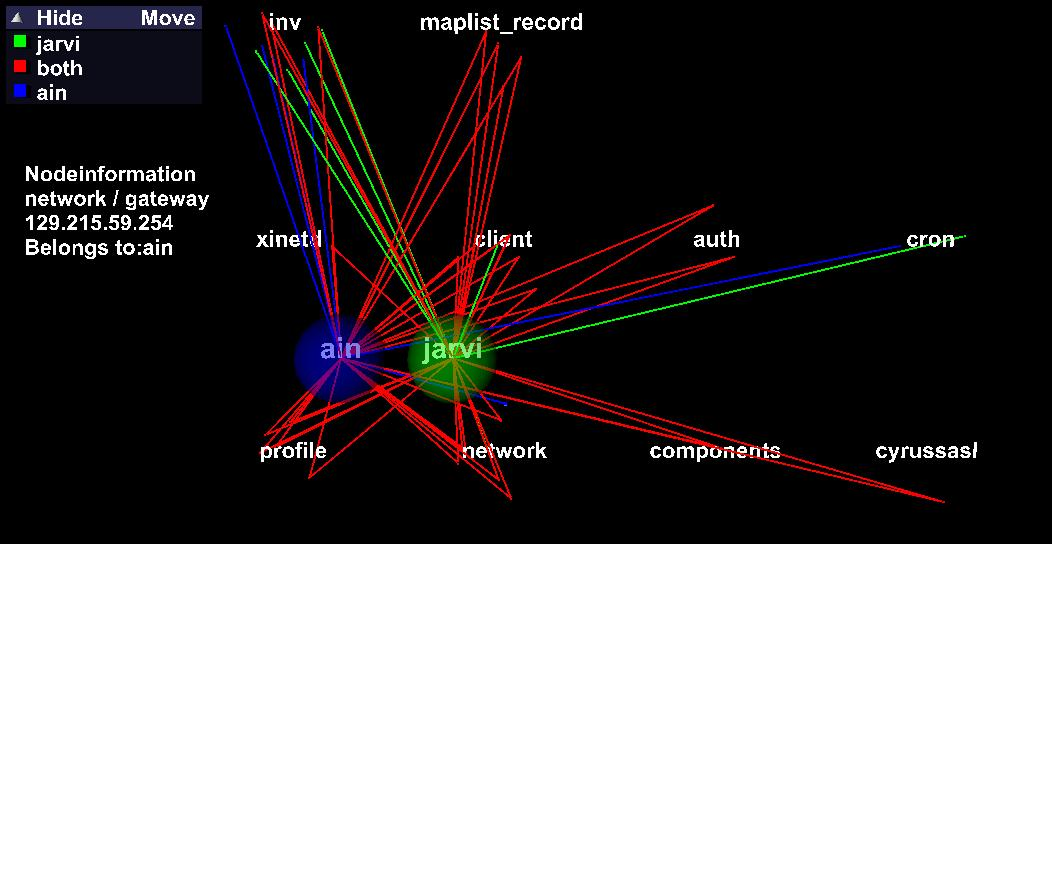 Hide Move
jarvi
both
ain
inv maplist_record
Nodeinformation
network / gateway
129.215.59.254
Belongs to:ain
xinetd client auth cron
ain jarvi
profile network components cyrussasl